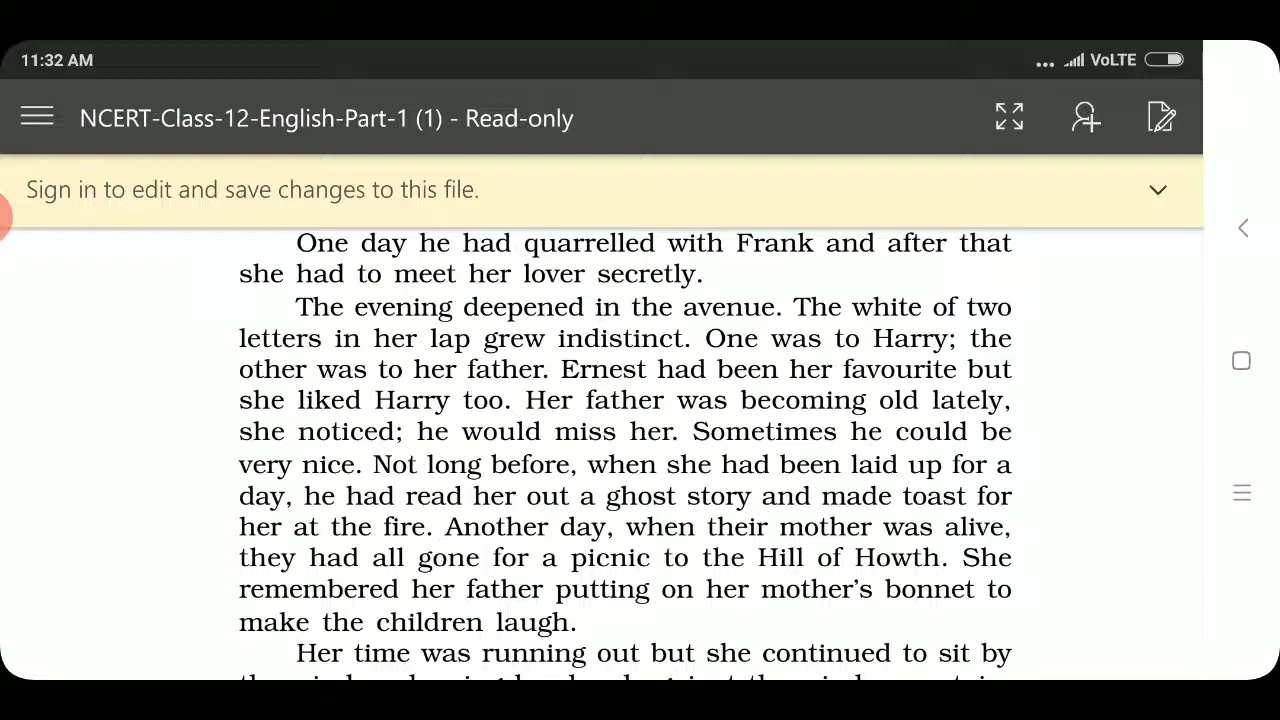 11:32 AM
... VoLTE
NCERT-Class-12-English-Part-1 (1) - Read-only
Sign in to edit and save changes to this file.
One day he had quarrelled with Frank and after that
she had to meet her lover secretly.
The evening deepened in the avenue. The white of two
letters in her lap grew indistinct. One was to Harry; the
other was to her father. Ernest had been her favourite but
she liked Harry too. Her father was becoming old lately,
she noticed; he would miss her. Sometimes he could be
very nice. Not long before, when she had been laid up for a
day, he had read her out a ghost story and made toast for
her at the fire. Another day, when their mother was alive,
they had all gone for a picnic to the Hill of Howth. She
remembered her father putting on her mother's bonnet to
make the children laugh.
Her time was running out but she continued to sit by